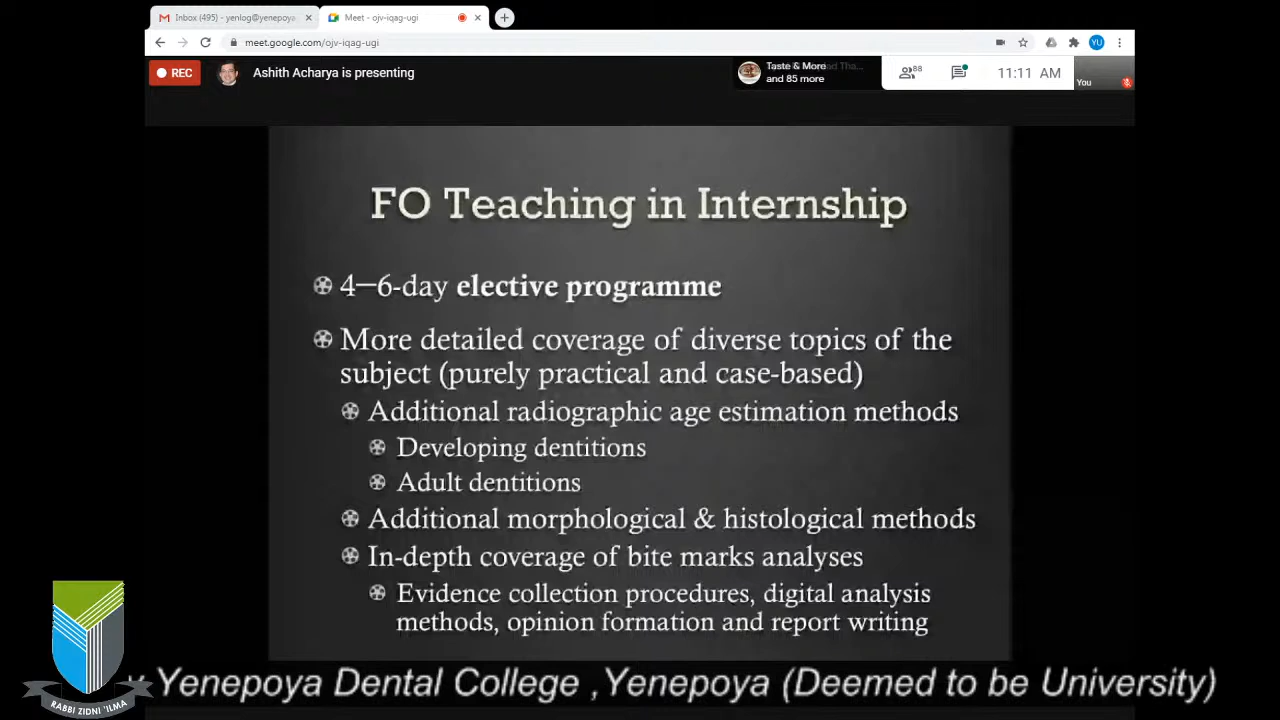 Inbox (495) - yenlog@yenepoya
Meet - ojv-iqag-ugi
meet.google.com/ojv-iqag-ugi
YU
REC
Ashith Acharya is presenting
Taste & More
and 85 more
88
11:11 AM
You
FO Teaching in Internship
4–6-day elective programme
More detailed coverage of diverse topics of the
subject (purely practical and case-based)
Additional radiographic age estimation methods
Developing dentitions
Adult dentitions
Additional morphological & histological methods
In-depth coverage of bite marks analyses
Evidence collection procedures, digital analysis
methods, opinion formation and report writing
Yenepoya Dental College ,Yenepoya (Deemed to be University)
RABBI ZIDNI 'ILMA